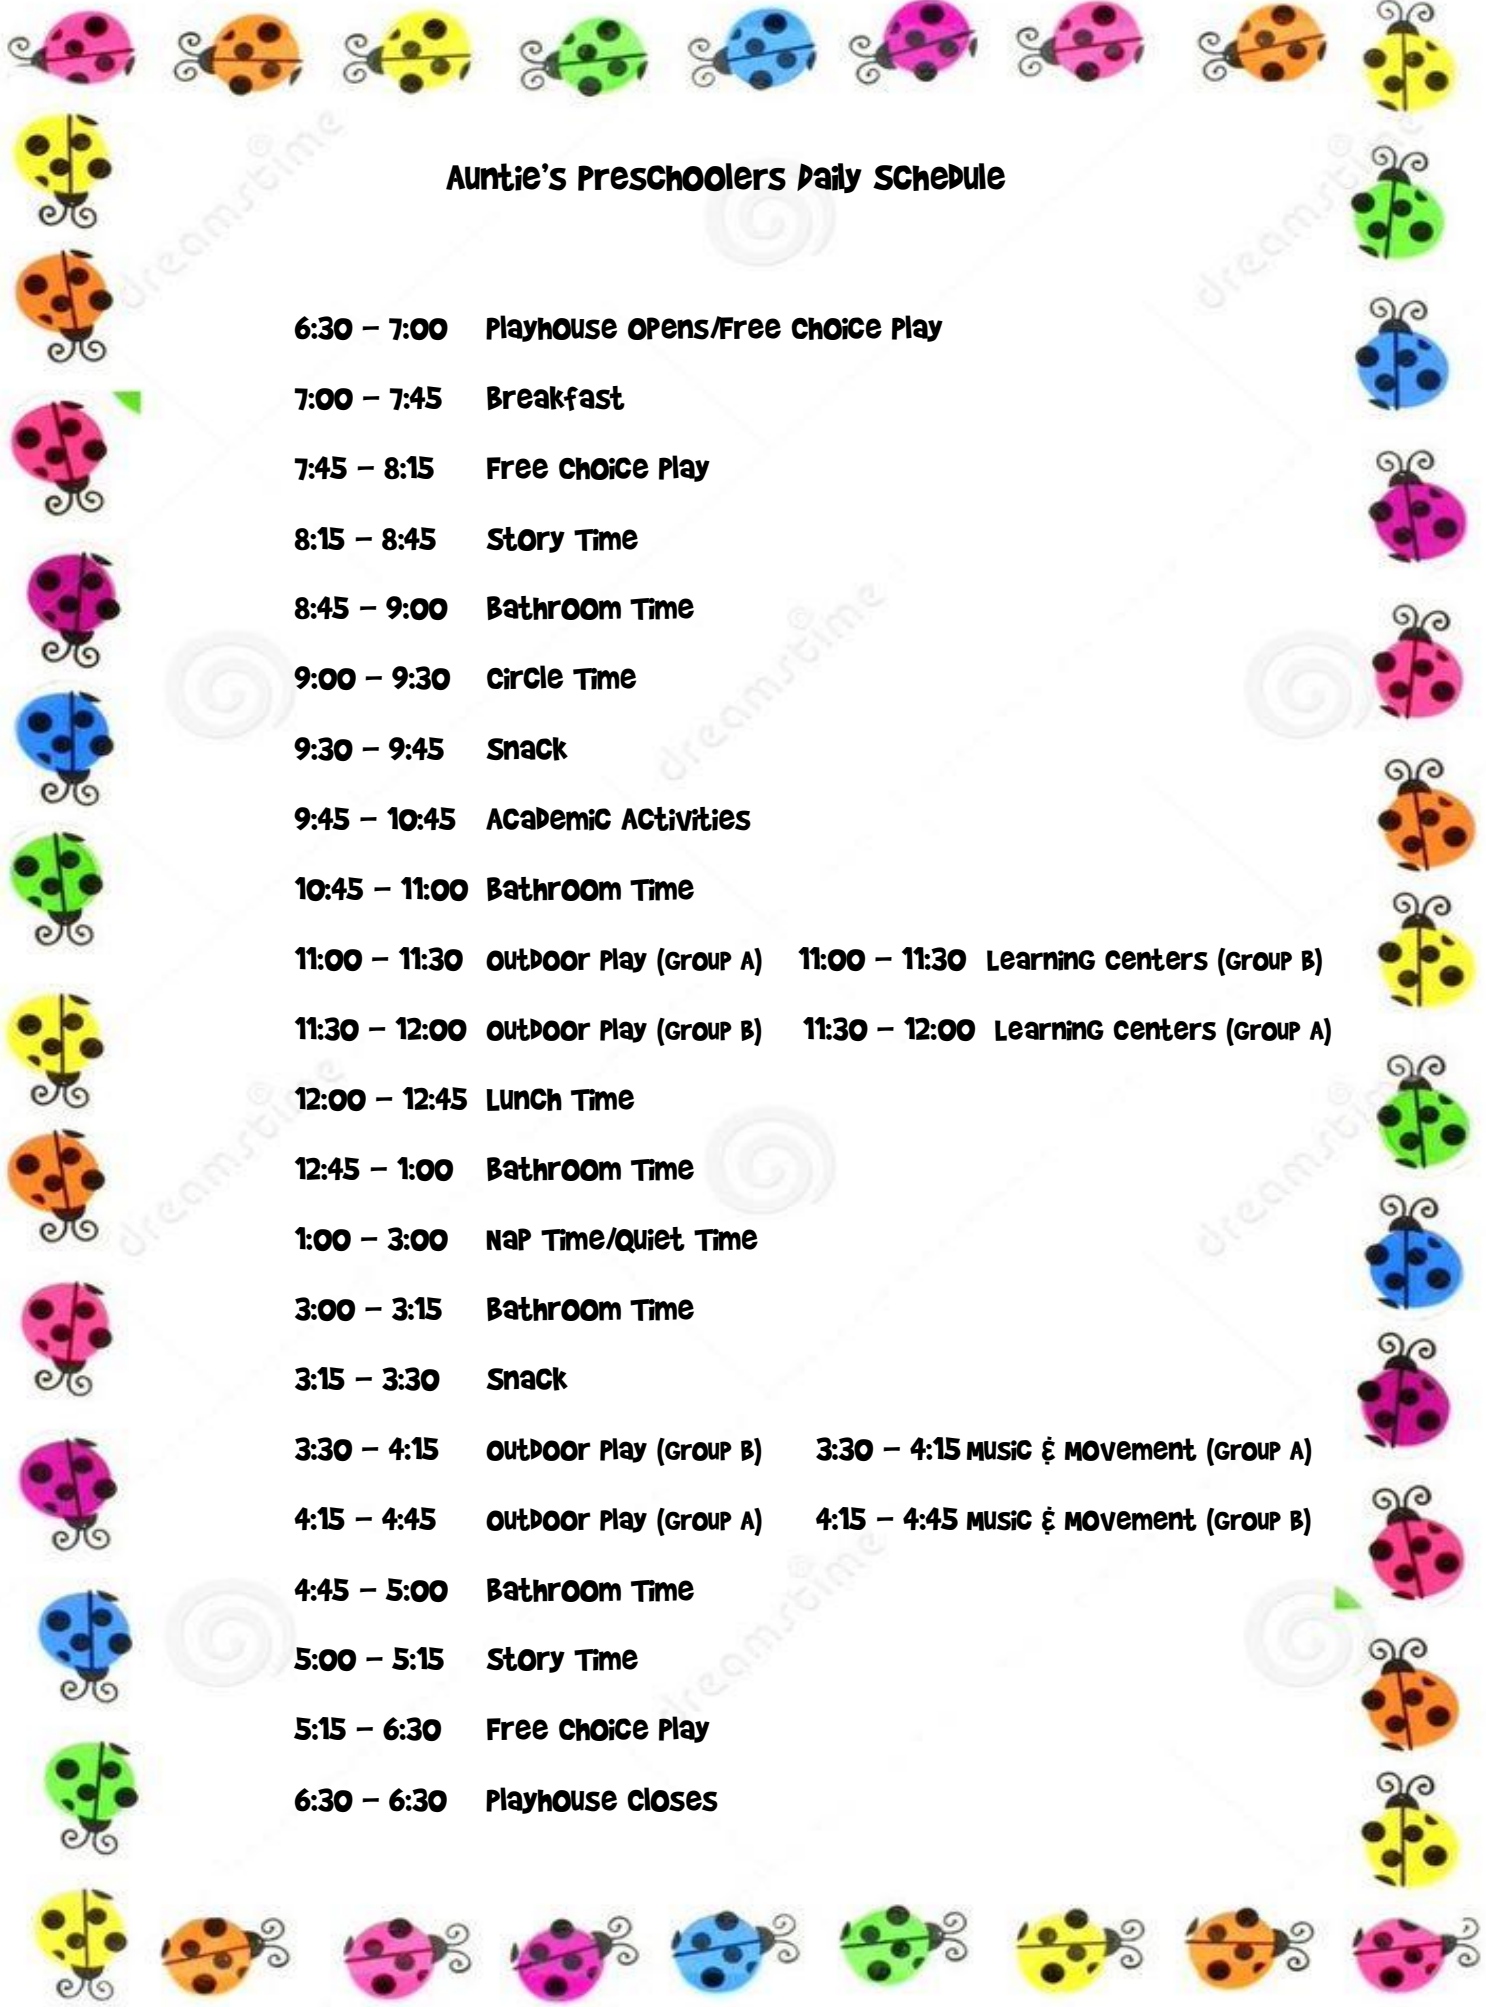 Auntie's Preschoolers Daily Schedule
6:30 – 7:00 Playhouse Opens/Free Choice Play
7:00 – 7:45 Breakfast
7:45 – 8:15 Free Choice Play
8:15 – 8:45 Story Time
8:45 – 9:00 Bathroom Time
9:00 – 9:30 Circle Time
9:30 – 9:45 Snack
9:45 – 10:45 Academic Activities
10:45 – 11:00 Bathroom Time
11:00 – 11:30 Outdoor Play (Group A) 11:00 – 11:30 Learning Centers (Group B)
11:30 – 12:00 Outdoor Play (Group B) 11:30 – 12:00 Learning Centers (Group A)
12:00 – 12:45 Lunch Time
12:45 – 1:00 Bathroom Time
1:00 – 3:00 Nap Time/Quiet Time
3:00 – 3:15 Bathroom Time
3:15 – 3:30 Snack
3:30 – 4:15 Outdoor Play (Group B) 3:30 – 4:15 Music & Movement (Group A)
4:15 – 4:45 Outdoor Play (Group A) 4:15 – 4:45 Music & Movement (Group B)
4:45 – 5:00 Bathroom Time
5:00 – 5:15 Story Time
5:15 – 6:30 Free Choice Play
6:30 – 6:30 Playhouse Closes
dreamstime
dreamstime
dreamstime
dreamstime
dreamstime
dreamstime